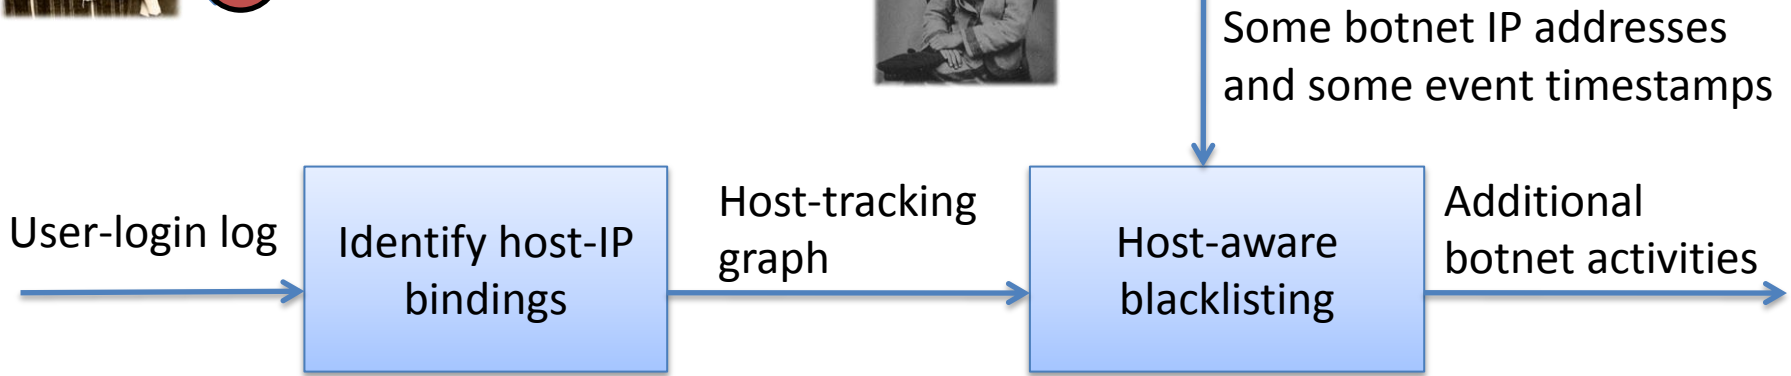 Some botnet IP addresses
and some event timestamps
User-login log
Identify host-IP
bindings
Host-tracking
graph
Host-aware
blacklisting
Additional
botnet activities